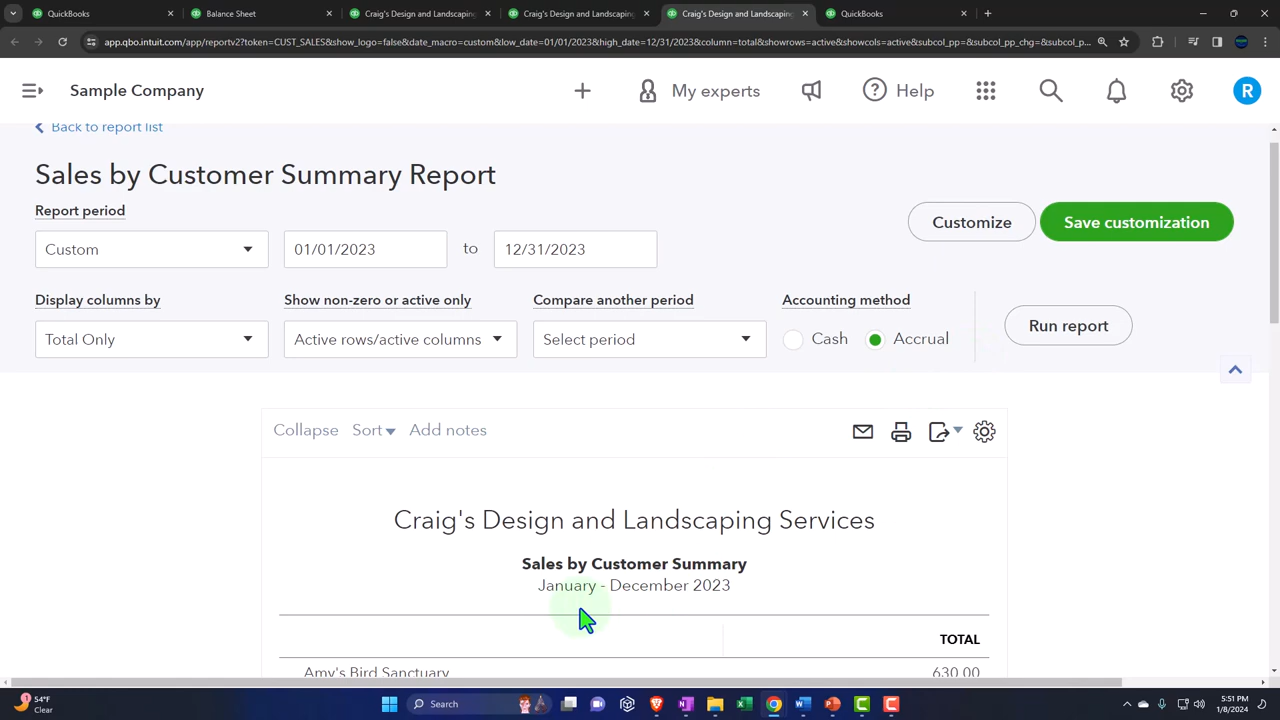 QuickBooks
Balance Sheet
Craig's Design and Landscaping
Craig's Design and Landscaping
Craig's Design and Landscaping
QuickBooks
app.qbo.intuit.com/app/reportv2?token=CUST_SALES&show_logo=false&date_macro=custom&low_date=01/01/2023&high_date=12/31/2023&column=total&showrows=active&showcols=active&subcol_pp=&subcol_pp_chg=&subcol_p...
Sample Company
My experts
Help
R
Back to report list
Sales by Customer Summary Report
Report period
Custom
01/01/2023 to 12/31/2023
Customize
Save customization
Display columns by
Show non-zero or active only
Compare another period
Accounting method
Total Only
Active rows/active columns
Select period
Cash
Accrual
Run report
Collapse Sort Add notes
Craig's Design and Landscaping Services
Sales by Customer Summary
January - December 2023
TOTAL
Amy's Bird Sanctuary 630.00
54°F
Clear
Search
5:51 PM
1/8/2024